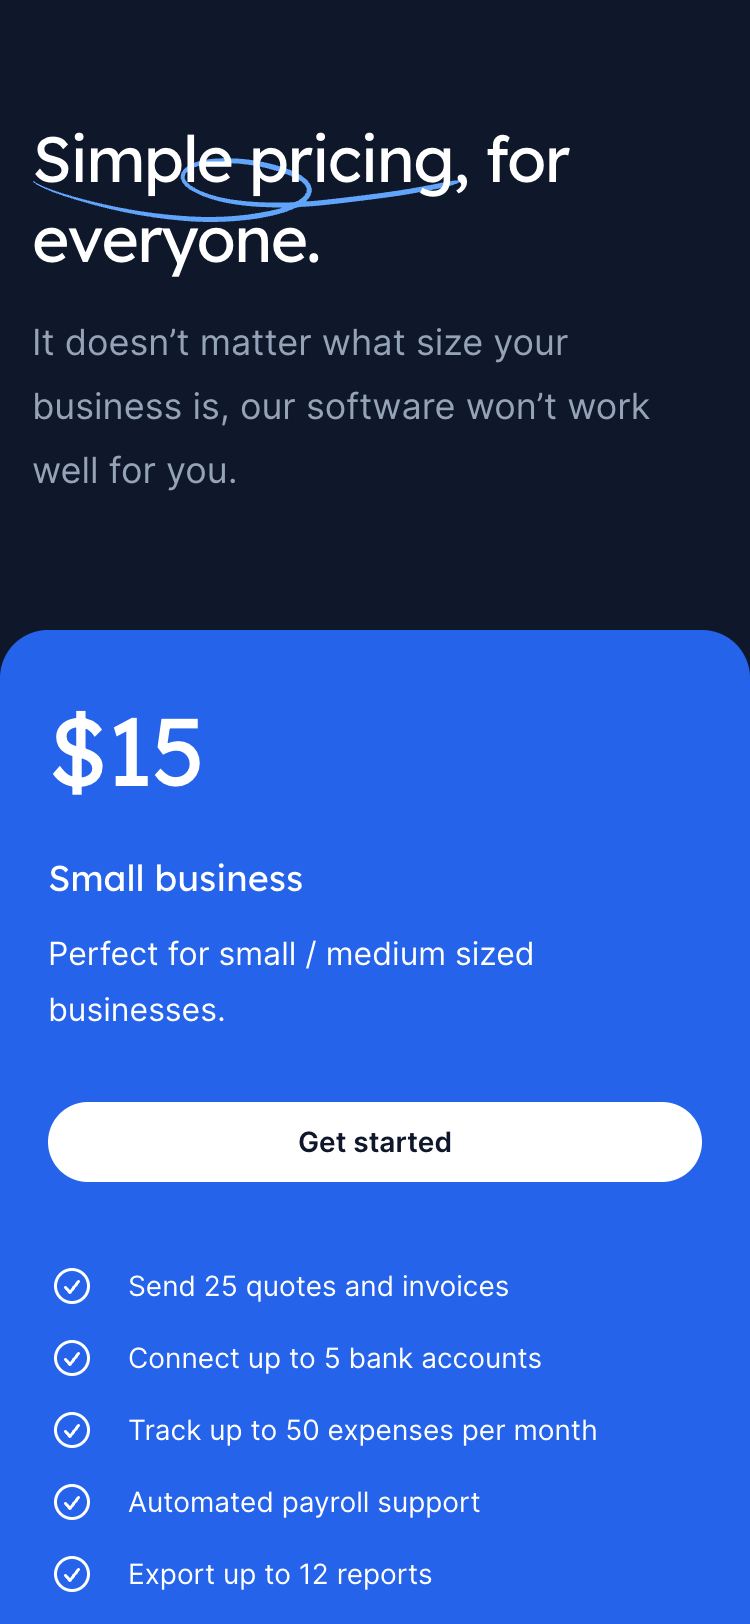 Simple pricing, for
everyone.
It doesn’t matter what size your
business is, our software won’t work
well for you.
$15
Small business
Perfect for small / medium sized
businesses.
Get started
Send 25 quotes and invoices
Connect up to 5 bank accounts
Track up to 50 expenses per month
Automated payroll support
Export up to 12 reports